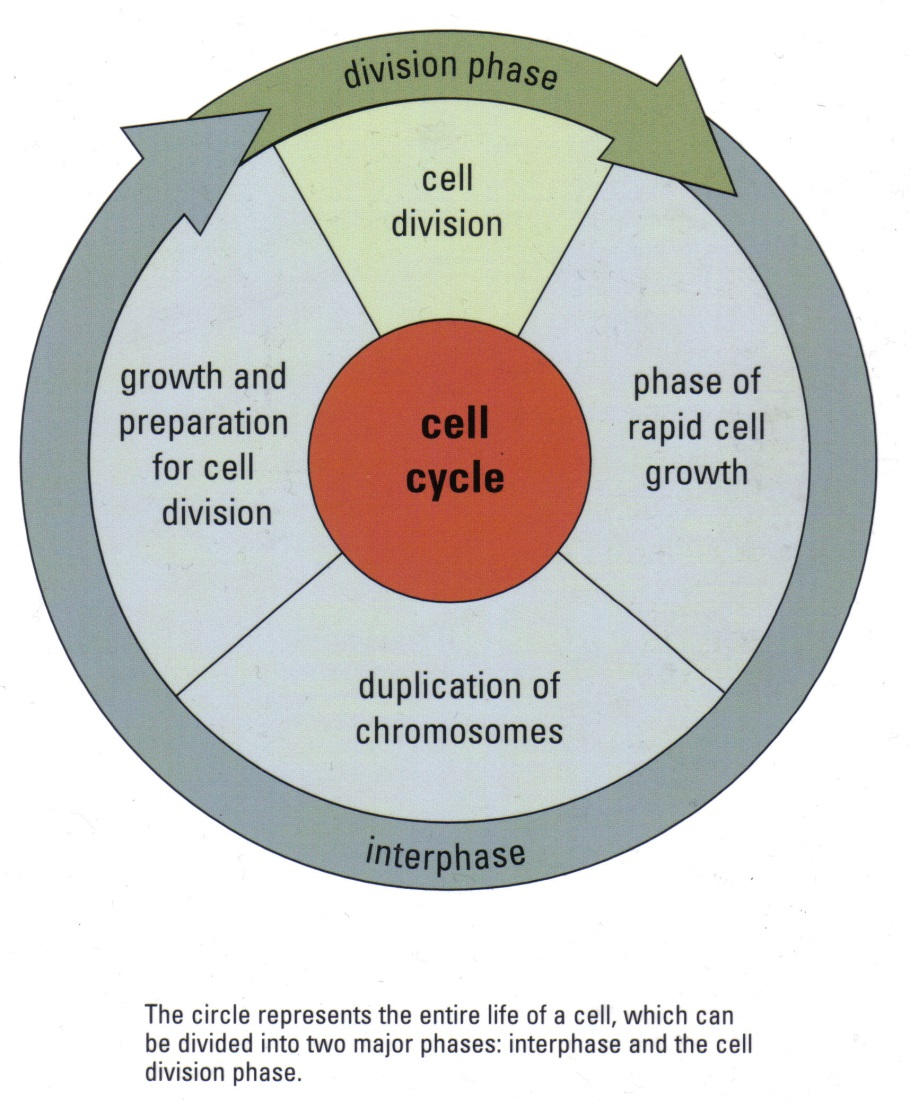 division phase
cell
division
growth and
preparation
for cell
division
cell
cycle
phase of
rapid cell
growth
duplication of
chromosomes
interphase
The circle represents the entire life of a cell, which can
be divided into two major phases: interphase and the cell
division phase.